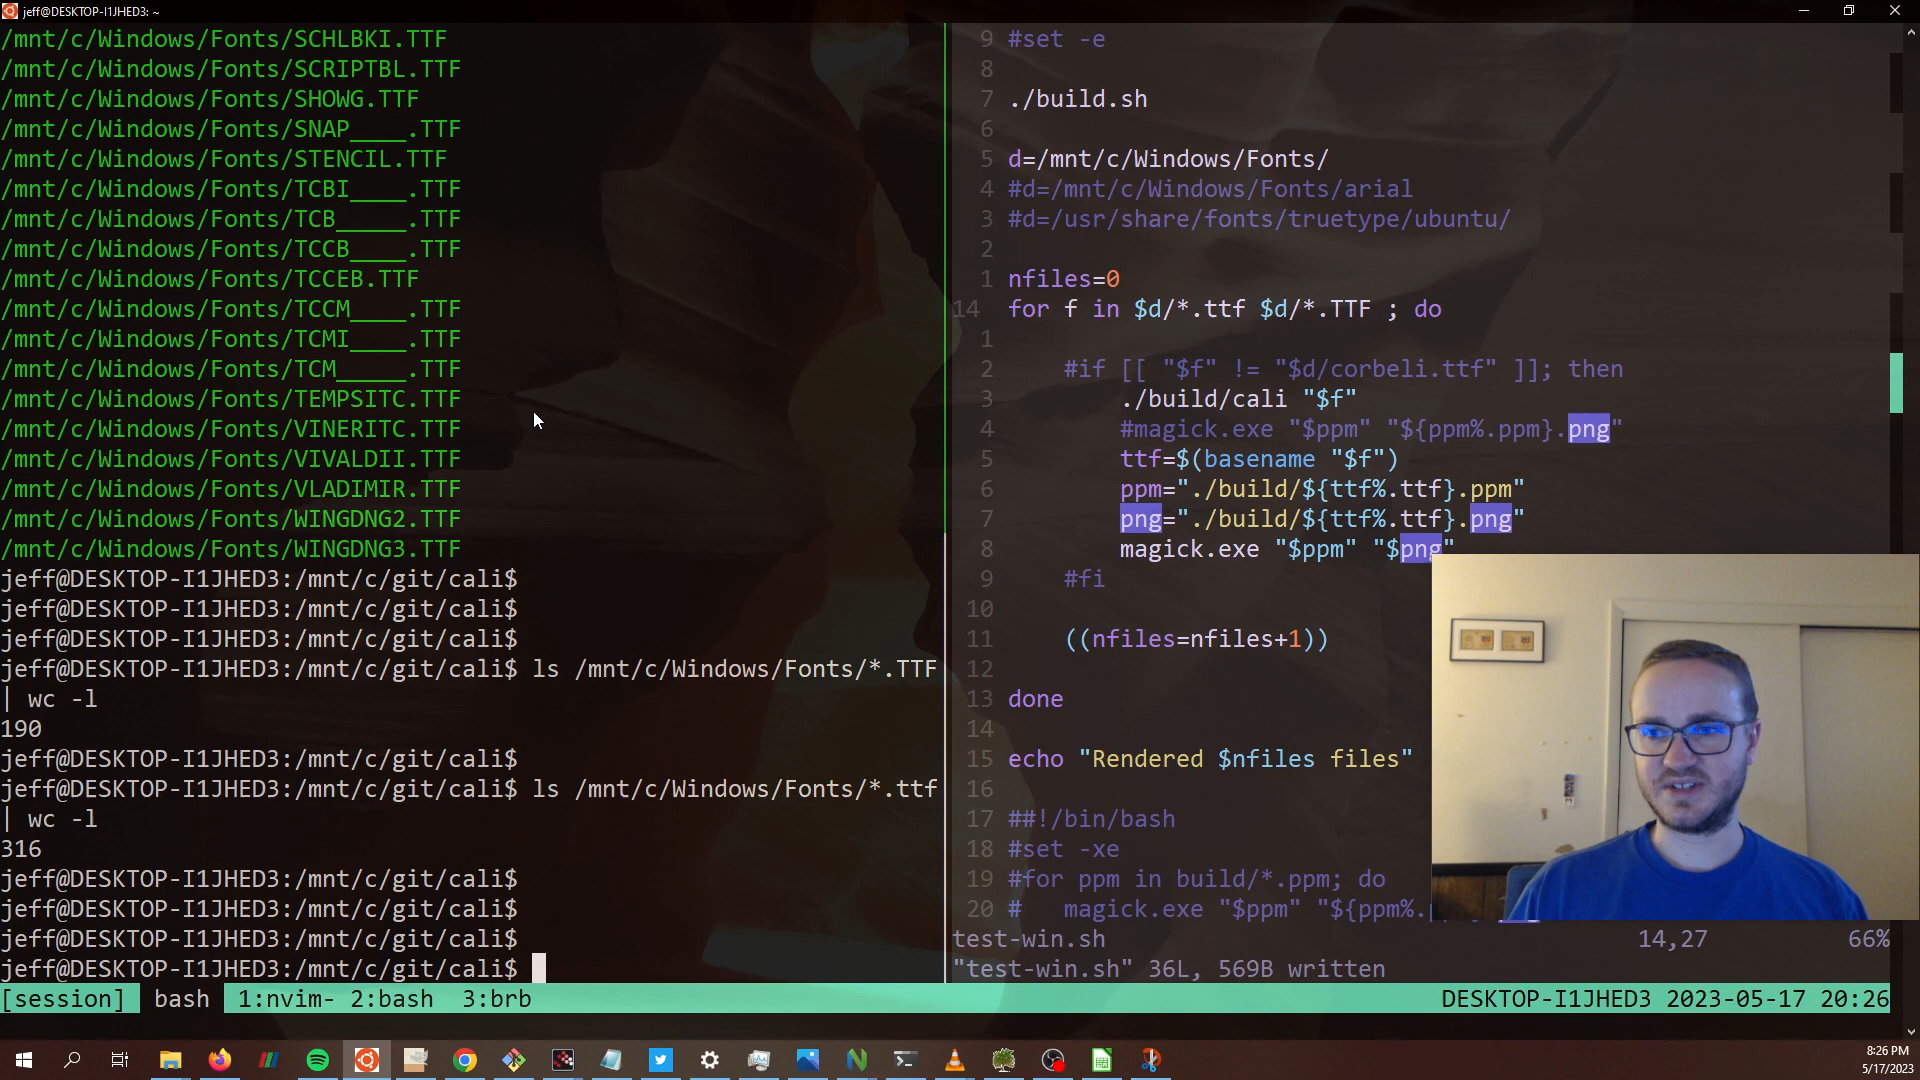 jeff@DESKTOP-I1JHED3: ~
/mnt/c/Windows/Fonts/SCHLBKI.TTF
/mnt/c/Windows/Fonts/SCRIPTBL.TTF
/mnt/c/Windows/Fonts/SHOWG.TTF
/mnt/c/Windows/Fonts/SNAP____.TTF
/mnt/c/Windows/Fonts/STENCIL.TTF
/mnt/c/Windows/Fonts/TCBI____.TTF
/mnt/c/Windows/Fonts/TCB_____.TTF
/mnt/c/Windows/Fonts/TCCB____.TTF
/mnt/c/Windows/Fonts/TCCEB.TTF
/mnt/c/Windows/Fonts/TCCM____.TTF
/mnt/c/Windows/Fonts/TCMI____.TTF
/mnt/c/Windows/Fonts/TCM_____.TTF
/mnt/c/Windows/Fonts/TEMPSITC.TTF
/mnt/c/Windows/Fonts/VINERITC.TTF
/mnt/c/Windows/Fonts/VIVALDII.TTF
/mnt/c/Windows/Fonts/VLADIMIR.TTF
/mnt/c/Windows/Fonts/WINGDNG2.TTF
/mnt/c/Windows/Fonts/WINGDNG3.TTF
jeff@DESKTOP-I1JHED3:/mnt/c/git/cali$
jeff@DESKTOP-I1JHED3:/mnt/c/git/cali$
jeff@DESKTOP-I1JHED3:/mnt/c/git/cali$
jeff@DESKTOP-I1JHED3:/mnt/c/git/cali$ ls /mnt/c/Windows/Fonts/*.TTF
| wc -l
190
jeff@DESKTOP-I1JHED3:/mnt/c/git/cali$
jeff@DESKTOP-I1JHED3:/mnt/c/git/cali$ ls /mnt/c/Windows/Fonts/*.ttf
| wc -l
316
jeff@DESKTOP-I1JHED3:/mnt/c/git/cali$
jeff@DESKTOP-I1JHED3:/mnt/c/git/cali$
jeff@DESKTOP-I1JHED3:/mnt/c/git/cali$
jeff@DESKTOP-I1JHED3:/mnt/c/git/cali$
9 #set -e
8
7 ./build.sh
6
5 d=/mnt/c/Windows/Fonts/
4 #d=/mnt/c/Windows/Fonts/arial
3 #d=/usr/share/fonts/truetype/ubuntu/
2
1 nfiles=0
14 for f in $d/*.ttf $d/*.TTF ; do
1
2 #if [[ "$f" != "$d/corbeli.ttf" ]]; then
3 ./build/cali "$f"
4 #magick.exe "$ppm" "${ppm%.ppm}.png"
5 ttf=$(basename "$f")
6 ppm="./build/${ttf%.ttf}.ppm"
7 png="./build/${ttf%.ttf}.png"
8 magick.exe "$ppm" "$png"
9 #fi
10
11 ((nfiles=nfiles+1))
12
13 done
14
15 echo "Rendered $nfiles files"
16
17 ##!/bin/bash
18 #set -xe
19 #for ppm in build/*.ppm; do
20 # magick.exe "$ppm" "${ppm%.
test-win.sh 14,27 66%
"test-win.sh" 36L, 569B written
[session] bash 1:nvim- 2:bash 3:brb DESKTOP-I1JHED3 2023-05-17 20:26
8:26 PM
5/17/2023